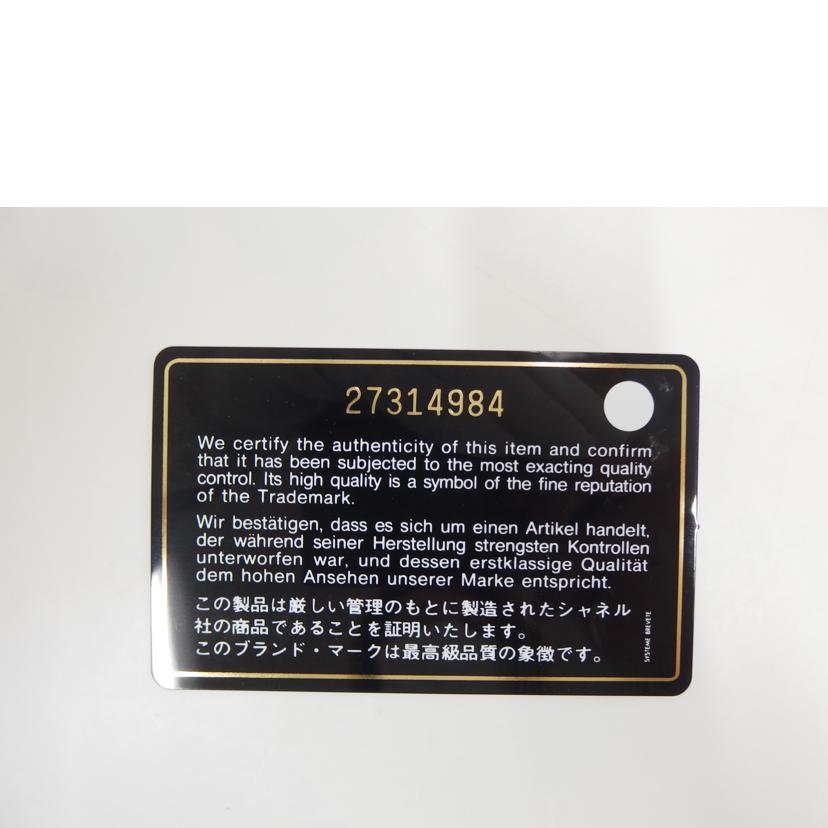 27314984
We certify the authenticity of this item and confirm
that it has been subjected to the most exacting quality
control. Its high quality is a symbol of the fine reputation
of the Trademark.
Wir bestätigen, dass es sich um einen Artikel handelt,
der während seiner Herstellung strengsten Kontrollen
unterworfen war, und dessen erstklassige Qualität
dem hohen Ansehen unserer Marke entspricht.
この製品は厳しい管理のもとに製造されたシャネル
社の商品であることを証明いたします。
このブランド・マークは最高級品質の象徴です。
SYSTEME BREVETE